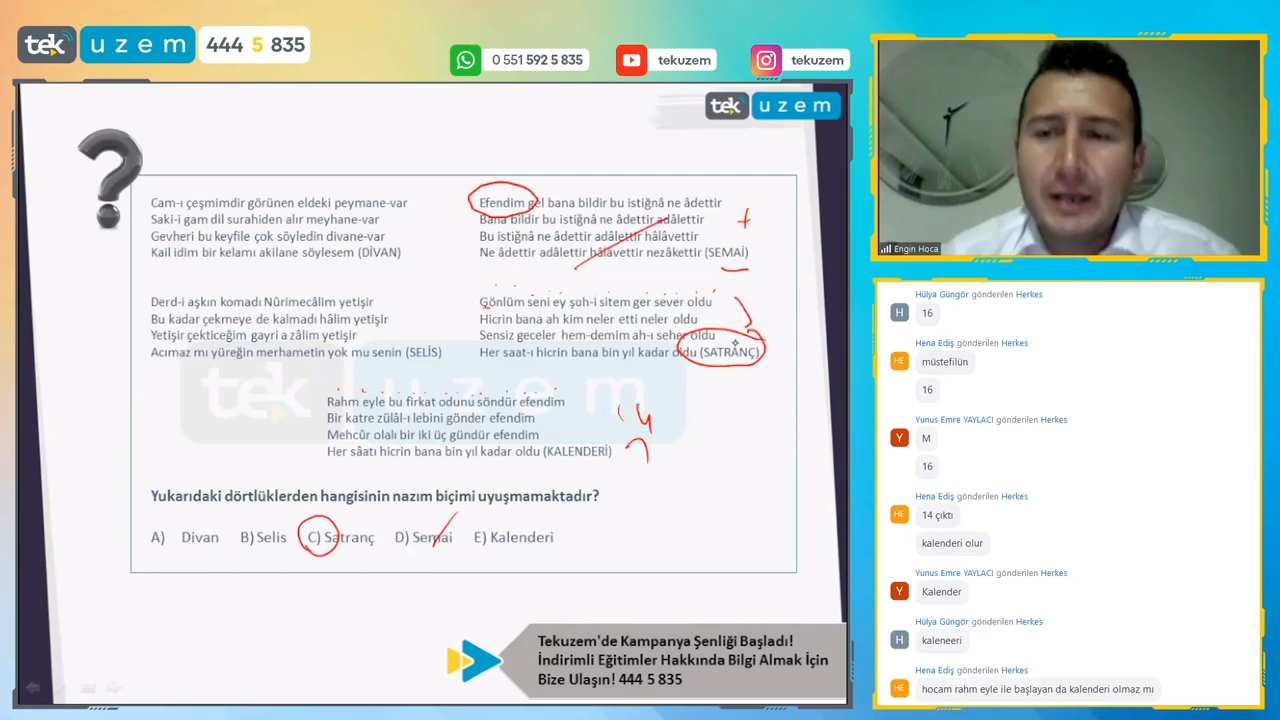 tek uzem 444 5 835
0 551 592 5 835
tekuzem
tekuzem
tek uzem
Cam-ı çeşmimdir görünen eldeki peymane-var
Saki-i gam dil surahiden alır meyhane-var
Gevheri bu keyfile çok söyledin divane-var
Kail idim bir kelamı akilane söylesem (DİVAN)
Efendim gel bana bildir bu istiğnâ ne âdettir
Bana bildir bu istiğnâ ne âdettir adâlettir
Bu istiğnâ ne âdettir adâlettir hâlâvettir
Ne âdettir adâlettir hâlâvettir nezâkettir (SEMAİ)
+
Derd-i aşkın komadı Nûrimecâlim yetişir
Bu kadar çekmeye de kalmadı hâlim yetişir
Yetişir çekticeğim gayri a zâlim yetişir
Acımaz mı yüreğin merhametin yok mu senin (SELİS)
Gönlüm seni ey şuh-i sitem ger sever oldu
Hicrin bana ah kim neler etti neler oldu
Sensiz geceler hem-demim ah-ı seher oldu
Her saat-ı hicrin bana bin yıl kadar oldu (SATRANÇ)
tek uzem
Rahm eyle bu firkat odunu söndür efendim
Bir katre zülâl-ı lebini gönder efendim
Mehcûr olalı bir iki üç gündür efendim
Her sâatı hicrin bana bin yıl kadar oldu (KALENDERİ)
14
Yukarıdaki dörtlüklerden hangisinin nazım biçimi uyuşmamaktadır?
A) Divan B) Selis C) Satranç D) Semai E) Kalenderi
Tekuzem'de Kampanya Şenliği Başladı!
İndirimli Eğitimler Hakkında Bilgi Almak İçin
Bize Ulaşın! 444 5 835
Engin Hoca
Hülya Güngör gönderilen Herkes
H 16
Hena Ediş gönderilen Herkes
HE müstefilün
16
Yunus Emre YAYLACI gönderilen Herkes
Y M
16
Hena Ediş gönderilen Herkes
HE 14 çıktı
kalenderi olur
Yunus Emre YAYLACI gönderilen Herkes
Y Kalender
Hülya Güngör gönderilen Herkes
H kaleneeri
Hena Ediş gönderilen Herkes
HE hocam rahm eyle ile başlayan da kalenderi olmaz mı